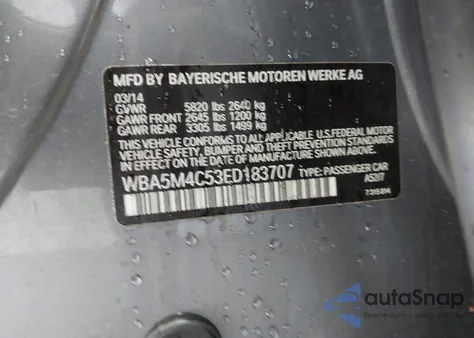 MFD BY BAYERISCHE MOTOREN WERKE AG
03/14
GVWR 5820 lbs 2640 kg
GAWR FRONT 2645 lbs 1200 kg
GAWR REAR 3305 lbs 1499 kg
THIS VEHICLE CONFORMS TO ALL APPLICABLE U.S. FEDERAL MOTOR
VEHICLE SAFETY, BUMPER AND THEFT PREVENTION STANDARDS
IN EFFECT ON THE DATE OF MANUFACTURE SHOWN ABOVE.
WBA5M4C53ED183707 TYPE: PASSENGER CAR
autaSnap